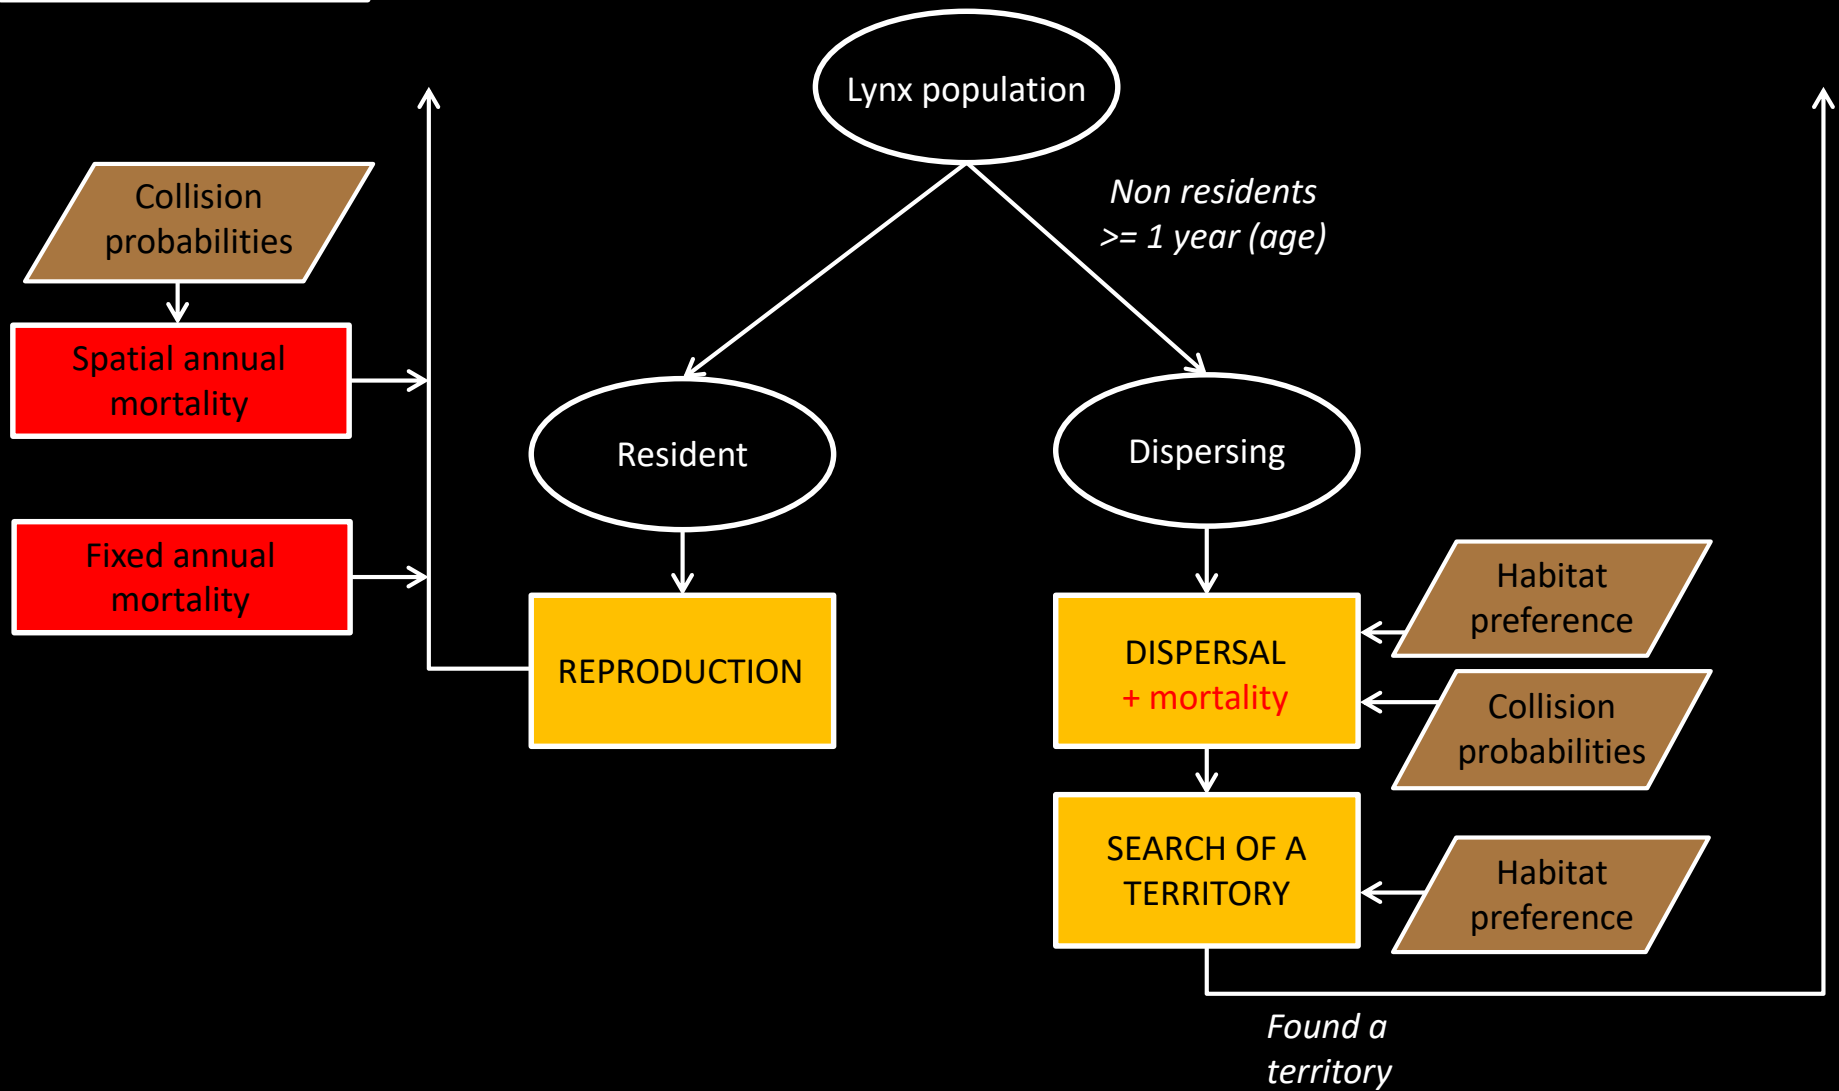 Lynx population
Non residents
>= 1 year (age)
Collision
probabilities
Spatial annual
mortality
Resident
Dispersing
Fixed annual
mortality
REPRODUCTION
DISPERSAL
+ mortality
Habitat
preference
Collision
probabilities
SEARCH OF A
TERRITORY
Habitat
preference
Found a
territory